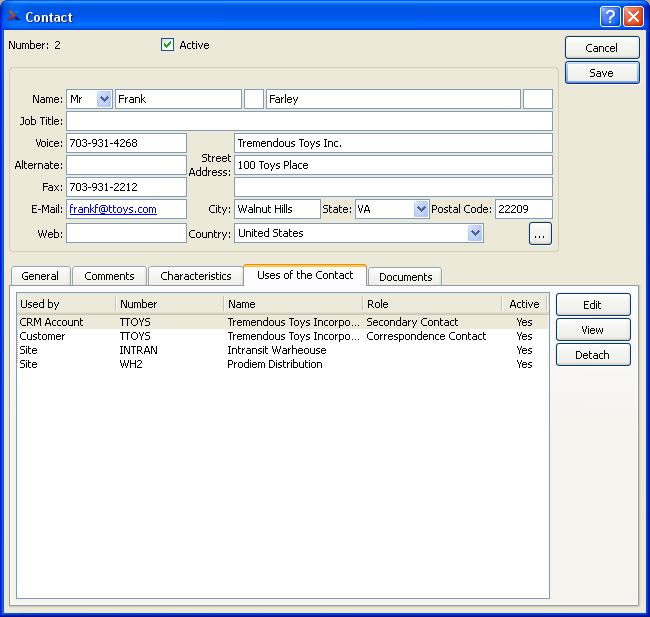 Contact
Number: 2
Active
Cancel
Save
Name: Mr Frank Farley
Job Title:
Voice: 703-931-4268
Alternate:
Fax: 703-931-2212
E-Mail: frankf@ttoys.com
Web:
Street
Address:
Tremendous Toys Inc.
100 Toys Place
City: Walnut Hills State: VA Postal Code: 22209
Country: United States
...
General Comments Characteristics Uses of the Contact Documents
Used by Number Name Role Active
CRM Account TTOYS Tremendous Toys Incorpo... Secondary Contact Yes
Customer TTOYS Tremendous Toys Incorpo... Correspondence Contact Yes
Site INTRAN Intransit Warheouse Yes
Site WH2 Prodiem Distribution Yes
Edit
View
Detach